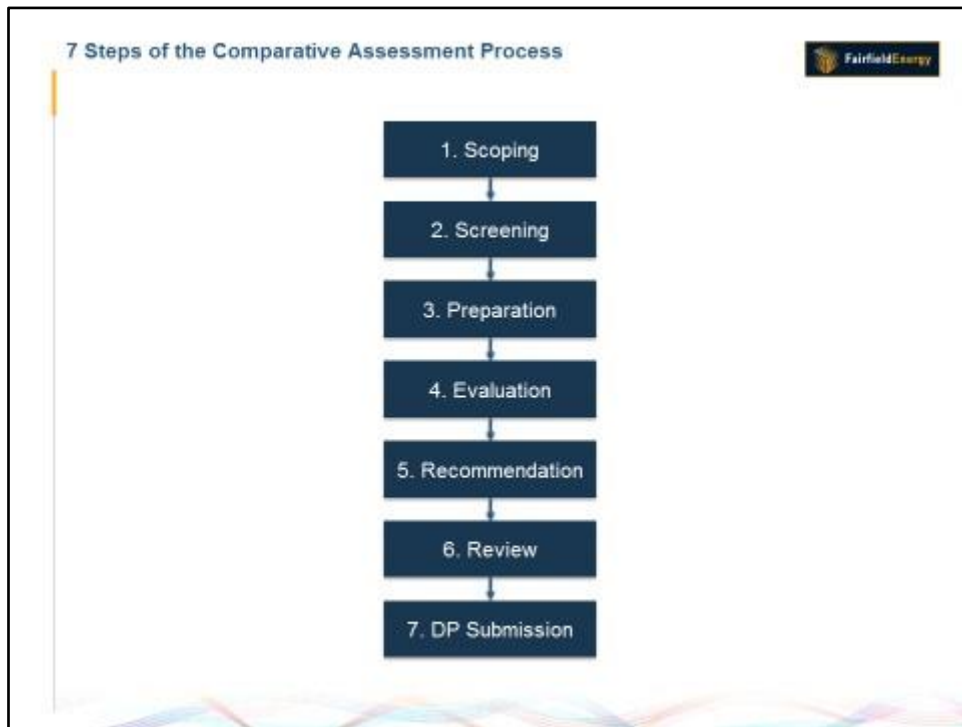 7 Steps of the Comparative Assessment Process
FairfieldEnergy
1. Scoping
2. Screening
3. Preparation
4. Evaluation
5. Recommendation
6. Review
7. DP Submission